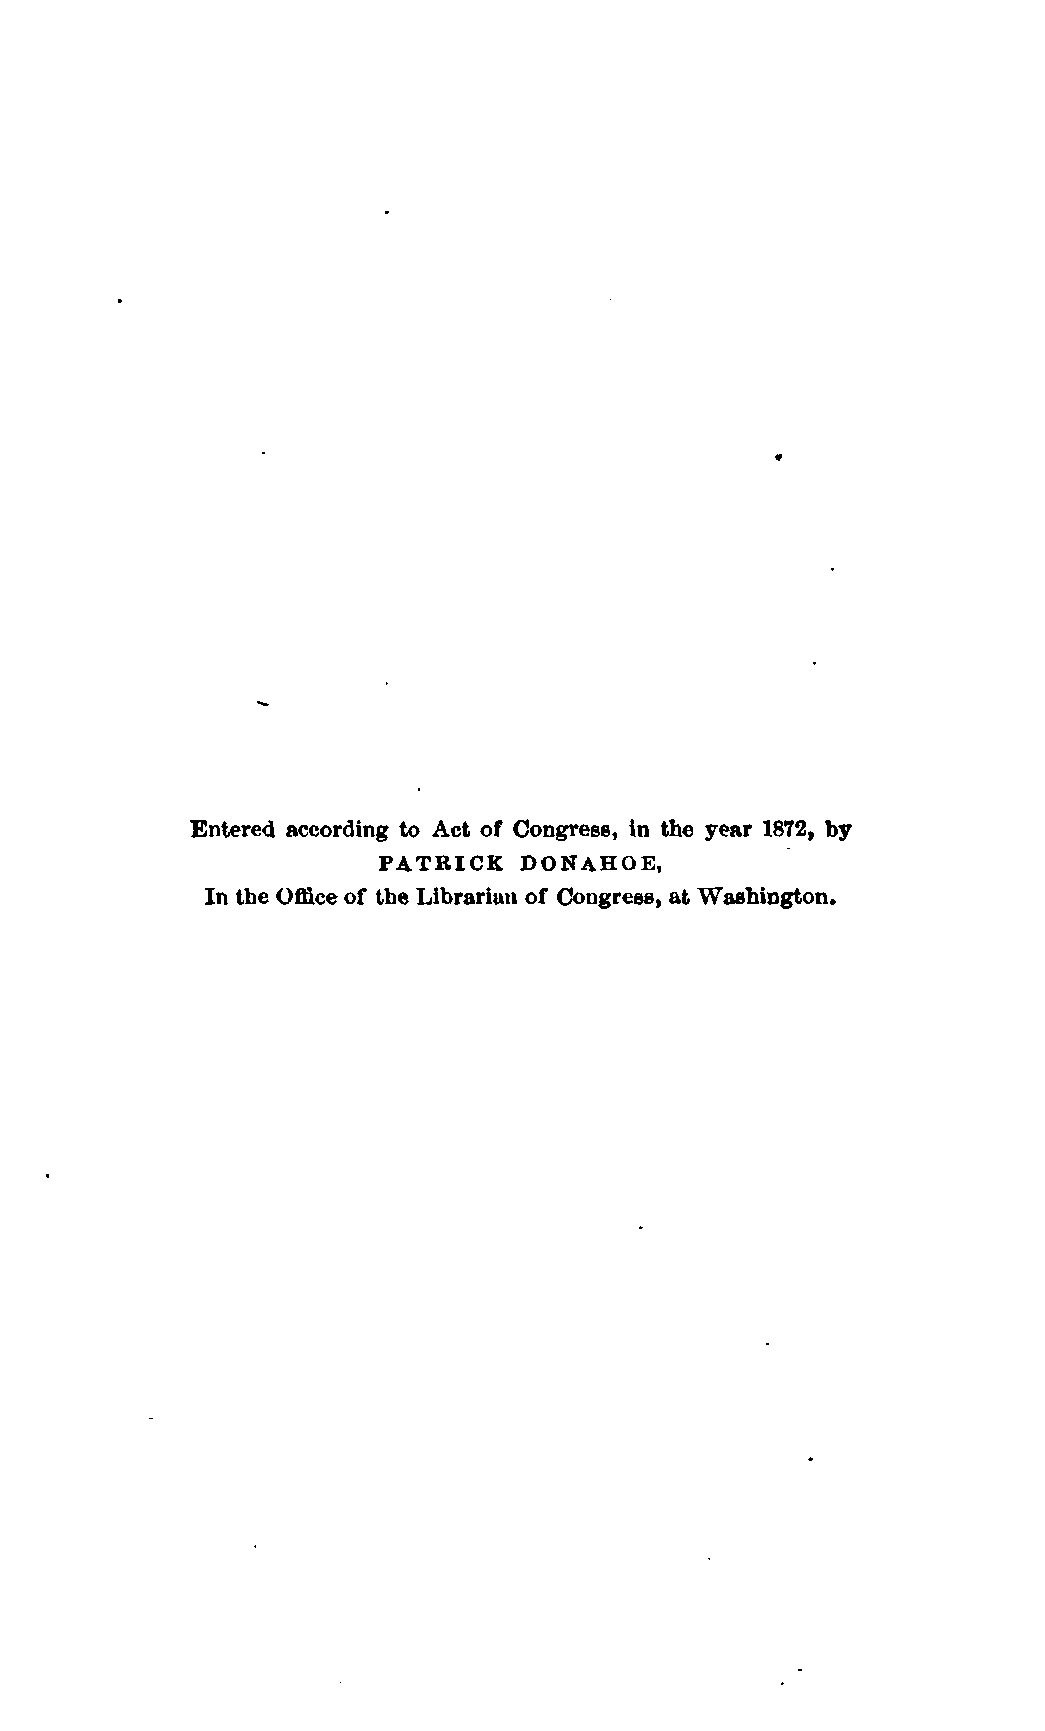 Entered according to Act of Congress, in the year 1872, by
PATRICK DONAHOE,
In the Office of the Librarian of Congress, at Washington.